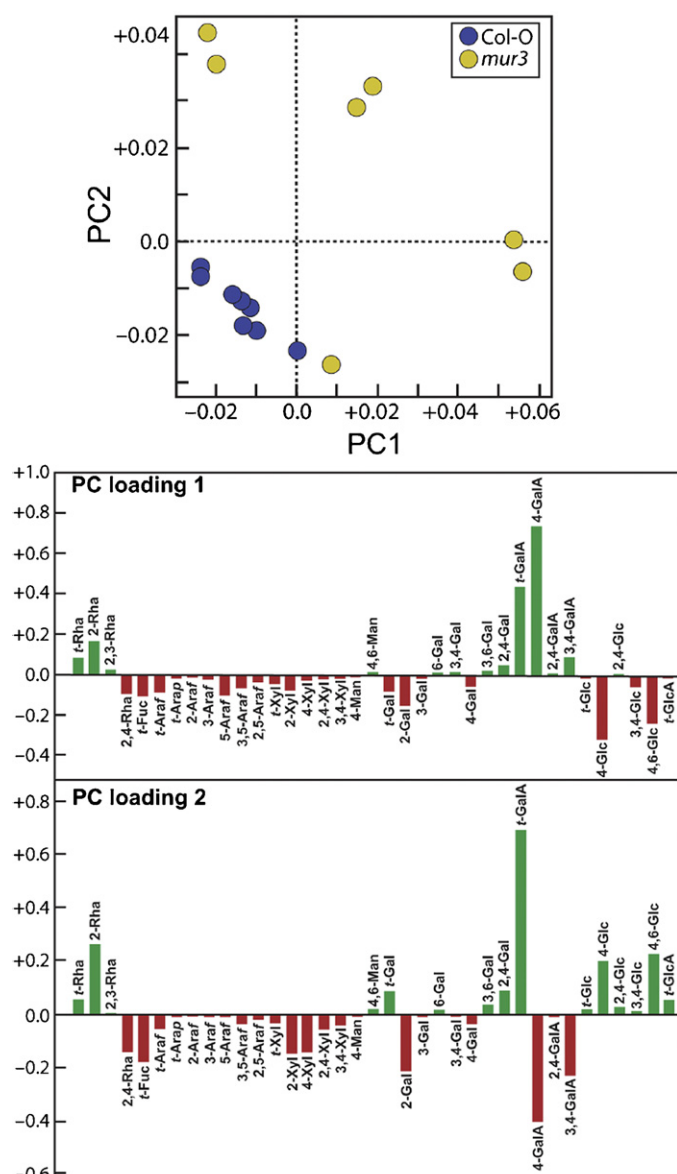 +0.04
+0.02
0.0
−0.02
PC2
Col-O
mur3
−0.02 0.0 +0.02 +0.04 +0.06
PC1
PC loading 1
+1.0
+0.8
+0.6
+0.4
+0.2
0.0
−0.2
−0.4
t-Rha
2-Rha
2,3-Rha
2,4-Rha
t-Fuc
t-Araf
t-Arap
2-Araf
3-Araf
5-Araf
3,5-Araf
2,5-Araf
t-Xyl
2-Xyl
4-Xyl
2,4-Xyl
3,4-Xyl
4-Man
4,6-Man
t-Gal
2-Gal
3-Gal
6-Gal
3,4-Gal
4-Gal
3,6-Gal
2,4-Gal
t-GalA
4-GalA
2,4-GalA
3,4-GalA
t-Glc
4-Glc
2,4-Glc
3,4-Glc
4,6-Glc
t-GlcA
PC loading 2
+0.8
+0.6
+0.4
+0.2
0.0
−0.2
−0.4
−0.6
t-Rha
2-Rha
2,3-Rha
2,4-Rha
t-Fuc
t-Araf
t-Arap
2-Araf
3-Araf
5-Araf
3,5-Araf
2,5-Araf
t-Xyl
2-Xyl
4-Xyl
2,4-Xyl
3,4-Xyl
4-Man
4,6-Man
t-Gal
2-Gal
3-Gal
6-Gal
3,4-Gal
4-Gal
3,6-Gal
2,4-Gal
t-GalA
4-GalA
2,4-GalA
3,4-GalA
t-Glc
4-Glc
2,4-Glc
3,4-Glc
4,6-Glc
t-GlcA